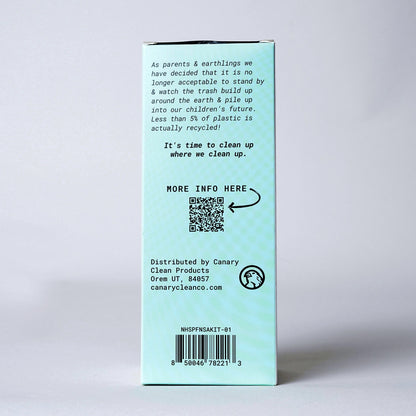 As parents & earthlings we
have decided that it is no
longer acceptable to stand by
& watch the trash build up
around the earth & pile up
into our children's future.
Less than 5% of plastic is
actually recycled!
It's time to clean up
where we clean up.
MORE INFO HERE
Distributed by Canary
Clean Products
Orem UT, 84057
canarycleanco.com
NHSPFNSAKIT-01
8 50046 78221 3